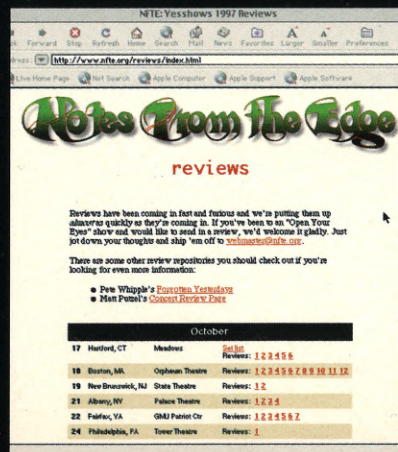 NFTE: Yesshows 1997 Reviews
Forward Stop Refresh Home Search Mail News Favorites Larger Smaller Preferences
http://www.nfte.org/reviews/index.html
Live Home Page Net Search Apple Computer Apple Support Apple Software
Notes From the Edge
reviews
Reviews have been coming in fast and furious and we're putting them up
almost as quickly as they're coming in. If you've been to an "Open Your
Eyes" show and would like to send in a review, we'd welcome it gladly. Just
jot down your thoughts and ship 'em off to webmaster@nfte.org.
There are some other review repositories you should check out if you're
looking for even more information:
• Pete Whipple's Forgotten Yesterdays
• Matt Putzel's Concert Review Page
October
17 Hartford, CT Meadows Set list
Reviews: 1 2 3 4 5 6
18 Boston, MA Orpheum Theatre Reviews: 1 2 3 4 5 6 7 8 9 10 11 12
19 New Brunswick, NJ State Theatre Reviews: 1 2
21 Albany, NY Palace Theatre Reviews: 1 2 3 4
22 Fairfax, VA GMU Patriot Ctr Reviews: 1 2 3 4 5 6 7
24 Philadelphia, PA Tower Theatre Reviews: 1